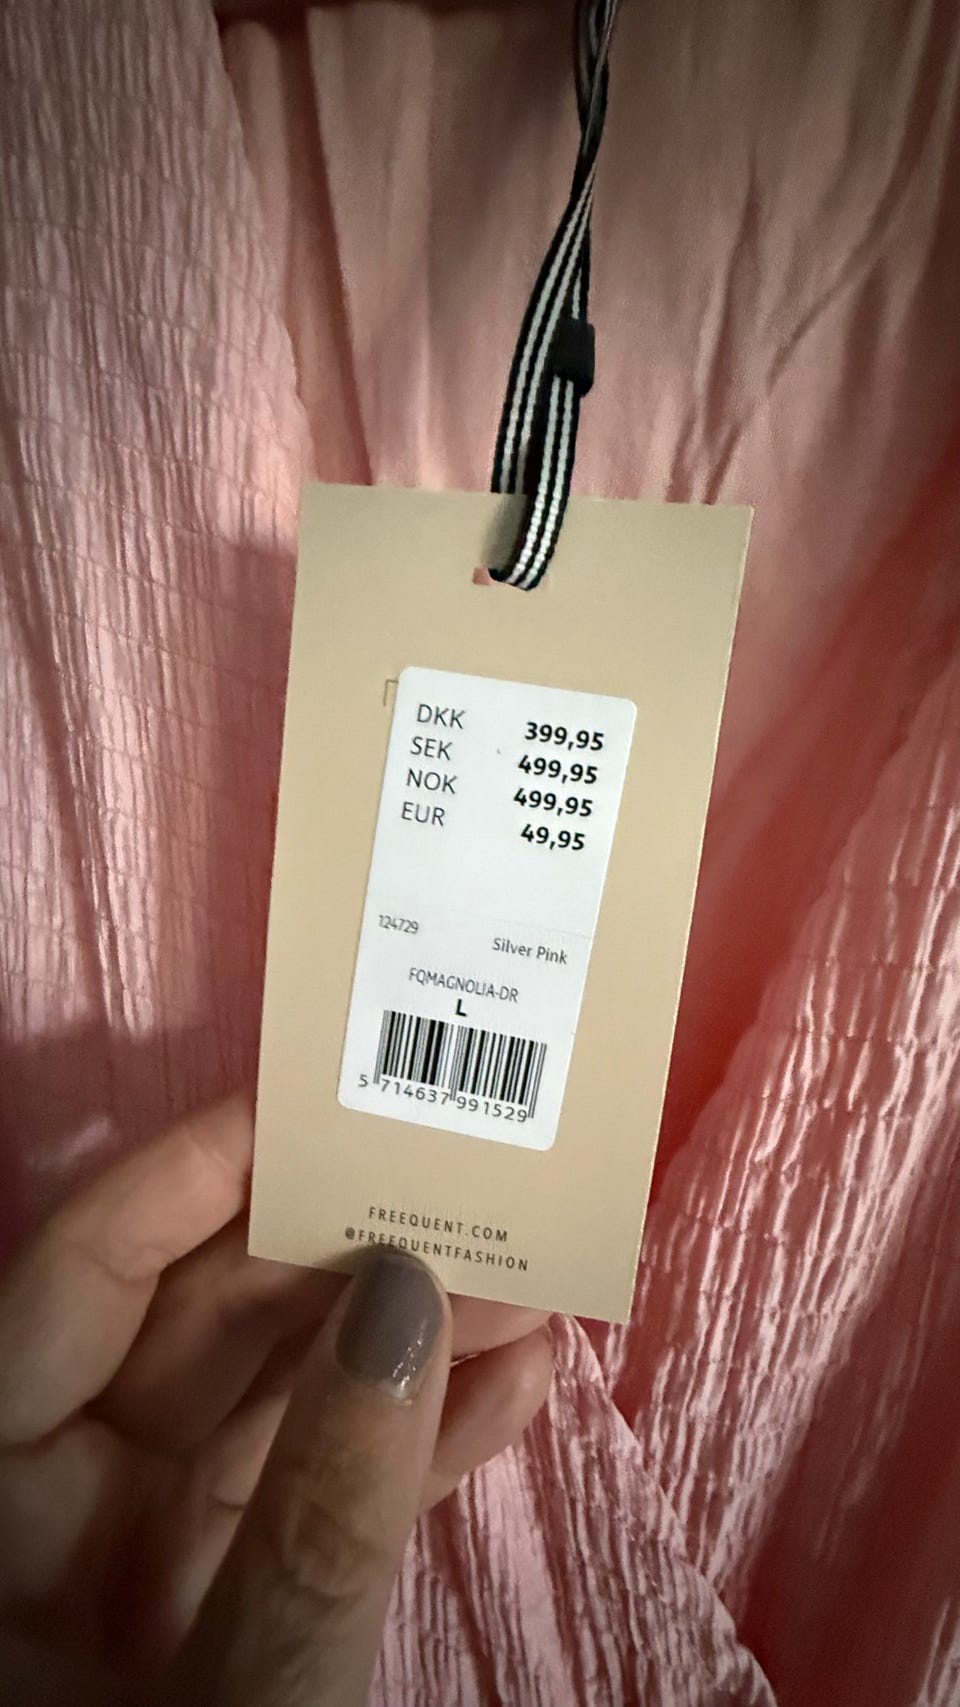 DKK 399,95
SEK 499,95
NOK 499,95
EUR 49,95
124729 Silver Pink
FQMAGNOLIA-DR
L
5 714637 991529
FREEQUENT.COM
@FREEQUENTFASHION